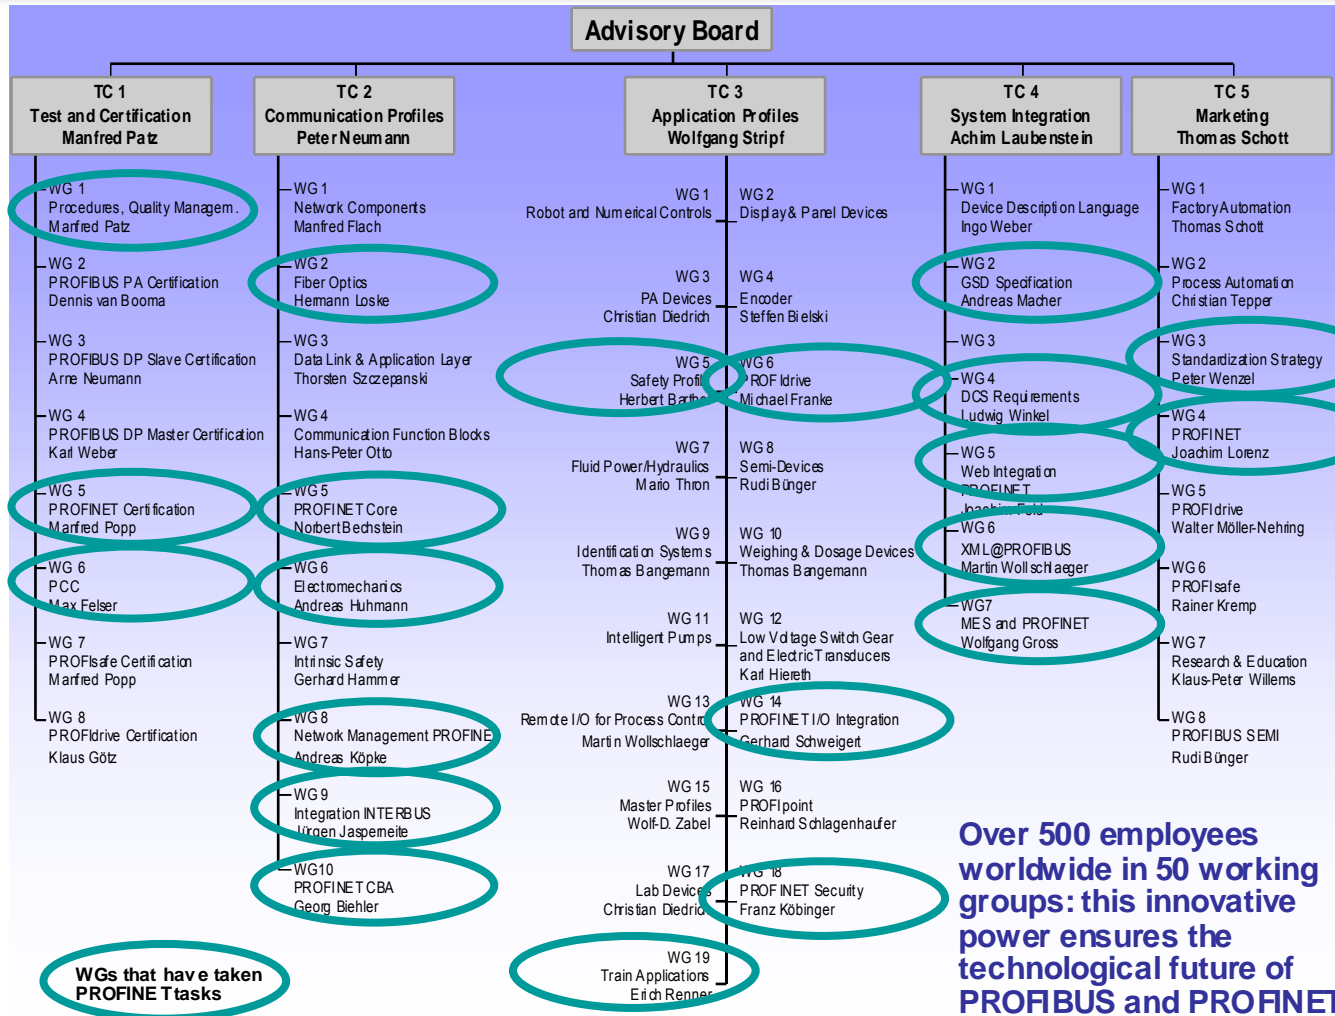 Advisory Board
TC 1
Test and Certification
Manfred Patz
TC 2
Communication Profiles
Peter Neumann
TC 3
Application Profiles
Wolfgang Stripf
TC 4
System Integration
Achim Laubenstein
TC 5
Marketing
Thomas Schott
WG 1
Procedures, Quality Managem.
Manfred Patz
WG 2
PROFIBUS PA Certification
Dennis van Booma
WG 3
PROFIBUS DP Slave Certification
Arne Neumann
WG 4
PROFIBUS DP Master Certification
Karl Weber
WG 5
PROFINET Certification
Manfred Popp
WG 6
PCC
Max Felser
WG 7
PROFIsafe Certification
Manfred Popp
WG 8
PROFIdrive Certification
Klaus Götz
WG 1
Network Components
Manfred Flach
WG 2
Fiber Optics
Hermann Loske
WG 3
Data Link & Application Layer
Thorsten Szczepanski
WG 4
Communication Function Blocks
Hans-Peter Otto
WG 5
PROFINET Core
Norbert Bechstein
WG 6
Electromechanics
Andreas Huhmann
WG 7
Intrinsic Safety
Gerhard Hammer
WG 8
Network Management PROFINE
Andreas Köpke
WG 9
Integration INTERBUS
Jürgen Jasperneite
WG10
PROFINET CBA
Georg Biehler
WG 1
Robot and Numerical Controls
WG 2
Display & Panel Devices
WG 3
PA Devices
Christian Diedrich
WG 4
Encoder
Steffen Bielski
WG 5
Safety Profile
Herbert Barthel
WG 6
PROFIdrive
Michael Franke
WG 7
Fluid Power/Hydraulics
Mario Thron
WG 8
Semi-Devices
Rudi Bünger
WG 9
Identification Systems
Thomas Bangemann
WG 10
Weighing & Dosage Devices
Thomas Bangemann
WG 11
Intelligent Pumps
WG 12
Low Voltage Switch Gear
and Electric Transducers
Karl Hiereth
WG 13
Remote I/O for Process Control
Martin Wollschlaeger
WG 14
PROFINET I/O Integration
Gerhard Schweigert
WG 15
Master Profiles
Wolf-D. Zabel
WG 16
PROFIpoint
Reinhard Schlagenhaufer
WG 17
Lab Devices
Christian Diedrich
WG 18
PROFINET Security
Franz Köbinger
WG 19
Train Applications
Erich Renner
WG 1
Device Description Language
Ingo Weber
WG 2
GSD Specification
Andreas Macher
WG 3
WG 4
DCS Requirements
Ludwig Winkel
WG 5
Web Integration
PROFINET
Joachim Feld
WG 6
XML@PROFIBUS
Martin Wollschlaeger
WG7
MES and PROFINET
Wolfgang Gross
WG 1
Factory Automation
Thomas Schott
WG 2
Process Automation
Christian Tepper
WG 3
Standardization Strategy
Peter Wenzel
WG 4
PROFINET
Joachim Lorenz
WG 5
PROFIdrive
Walter Möller-Nehring
WG 6
PROFIsafe
Rainer Kremp
WG 7
Research & Education
Klaus-Peter Willems
WG 8
PROFIBUS SEMI
Rudi Bünger
WGs that have taken
PROFINET tasks
Over 500 employees
worldwide in 50 working
groups: this innovative
power ensures the
technological future of
PROFIBUS and PROFINET